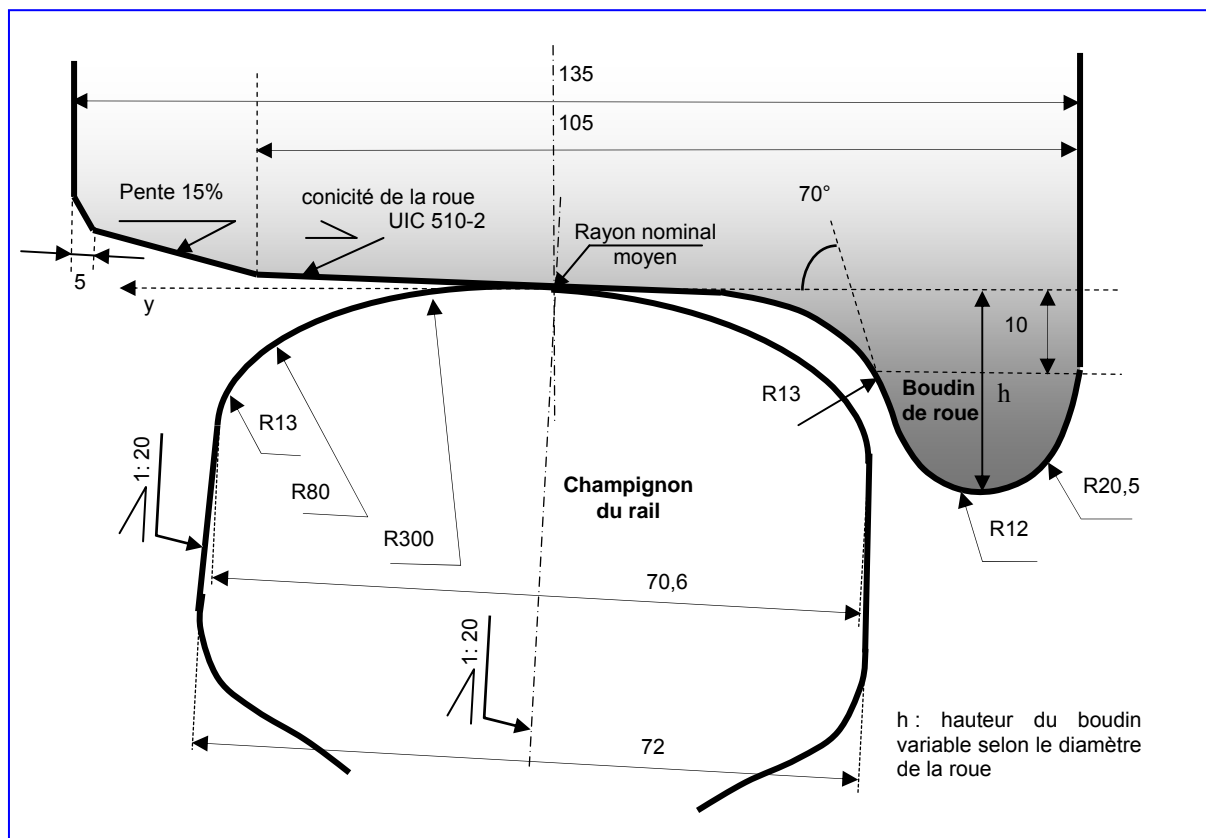 135
105
70°
Pente 15%
conicité de la roue
UIC 510-2
Rayon nominal
moyen
5
y
10
h
Boudin
de roue
R13
R13
1: 20
R80
R300
Champignon
du rail
R20,5
R12
70,6
1: 20
72
h : hauteur du boudin
variable selon le diamètre
de la roue